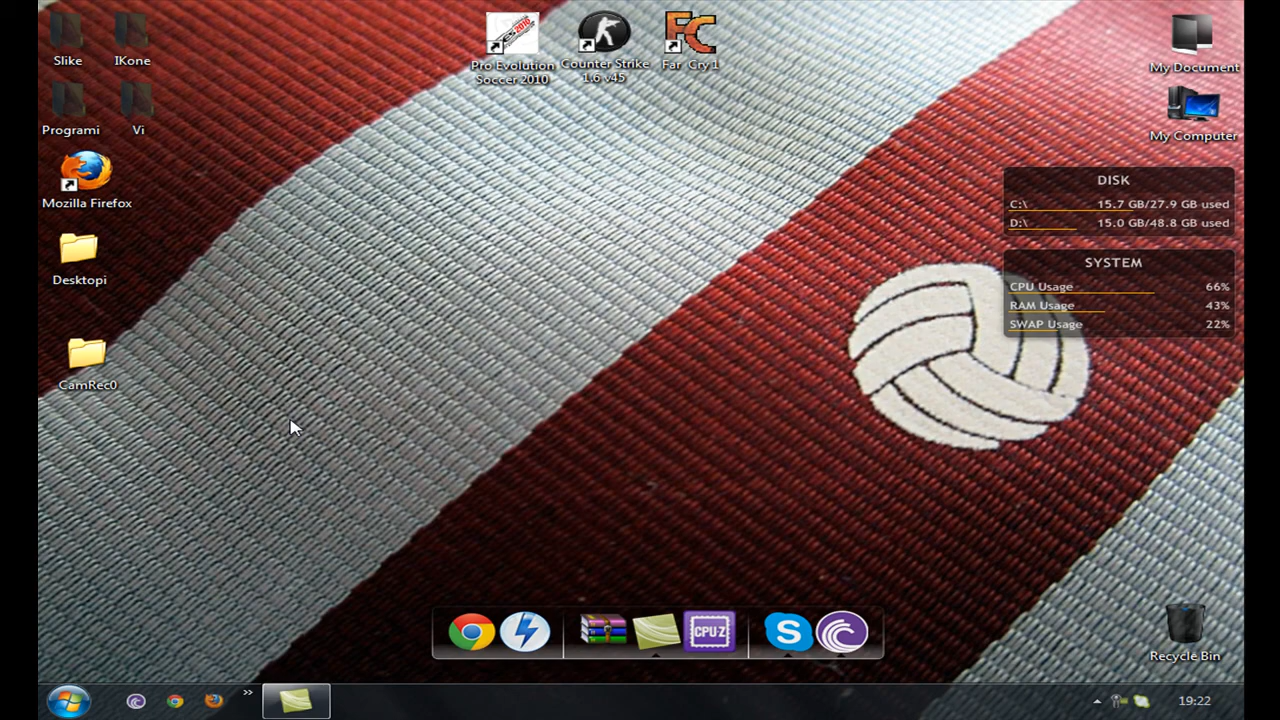 Slike
IKone
Pro Evolution
Soccer 2010
Counter Strike
1.6 v45
Far Cry 1
My Document
Programi
Vi
My Computer
Mozilla Firefox
DISK
C:\ 15.7 GB/27.9 GB used
D:\ 15.0 GB/48.8 GB used
Desktopi
SYSTEM
CPU Usage 66%
RAM Usage 43%
SWAP Usage 22%
CamRec0
CPU-Z
Recycle Bin
19:22